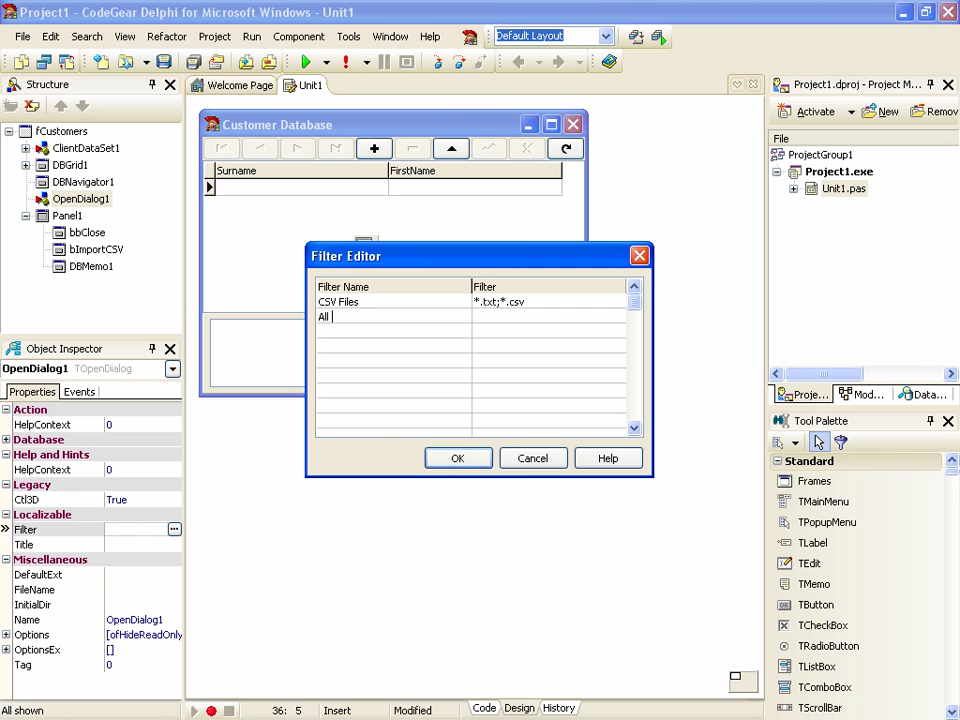 Project1 - CodeGear Delphi for Microsoft Windows - Unit1
File Edit Search View Refactor Project Run Component Tools Window Help
Default Layout
Structure
fCustomers
ClientDataSet1
DBGrid1
DBNavigator1
OpenDialog1
Panel1
bbClose
bImportCSV
DBMemo1
Welcome Page Unit1
Customer Database
Surname FirstName
Filter Editor
Filter Name Filter
CSV Files *.txt;*.csv
All
OK Cancel Help
Object Inspector
OpenDialog1 TOpenDialog
Properties Events
Action
HelpContext 0
Database
Help and Hints
HelpContext 0
Legacy
Ctl3D True
Localizable
Filter
Title
Miscellaneous
DefaultExt
FileName
InitialDir
Name OpenDialog1
Options [ofHideReadOnly
OptionsEx []
Tag 0
All shown
36: 5 Insert Modified
Code Design History
Project1.dproj - Project M...
Activate New Remov
File
ProjectGroup1
Project1.exe
Unit1.pas
Proje... Mod... Data...
Tool Palette
Standard
Frames
TMainMenu
TPopupMenu
TLabel
TEdit
TMemo
TButton
TCheckBox
TRadioButton
TListBox
TComboBox
TScrollBar